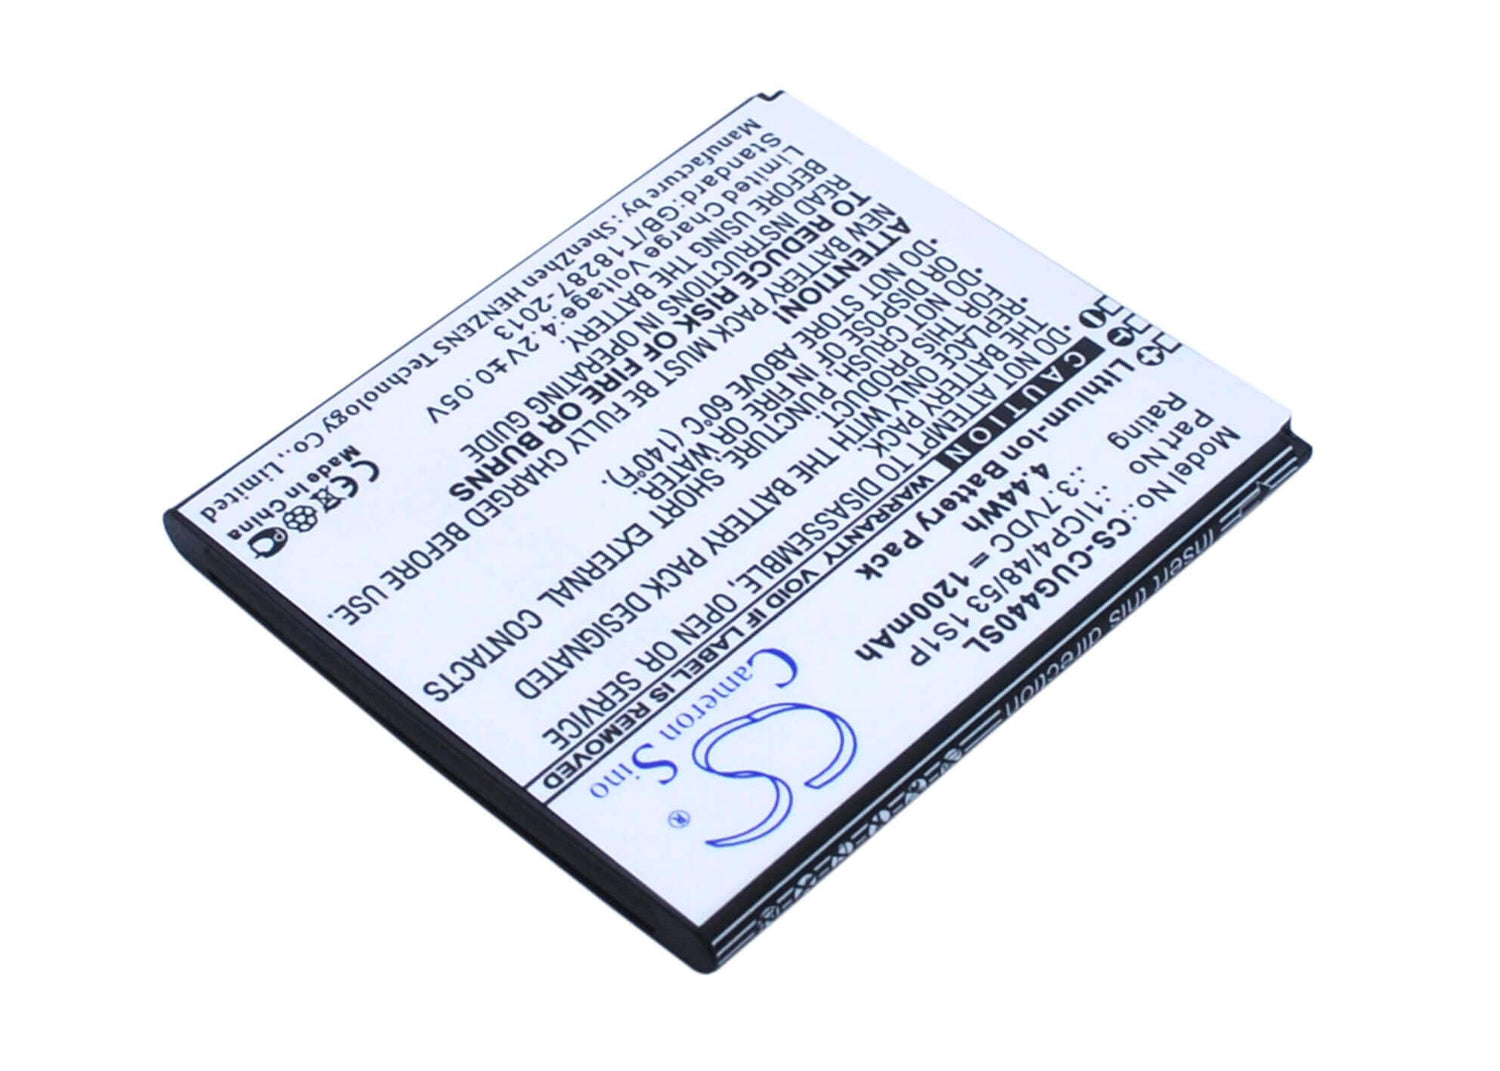 Cameron Sino
®
CS
Model No.: CS-CUG440SL
Part No : 1ICP4/48/53 1S1P
Rating : 3.7VDC = 1200mAh
4.44Wh
Lithium-Ion Battery Pack
CAUTION WARRANTY VOID IF LABEL IS REMOVED
•DO NOT ATTEMPT TO DISASSEMBLE, OPEN OR SERVICE
THE BATTERY PACK.
•REPLACE ONLY WITH THE BATTERY PACK DESIGNATED
FOR THIS PRODUCT.
•DO NOT CRUSH, PUNCTURE, SHORT EXTERNAL CONTACTS
OR DISPOSE OF IN FIRE OR WATER.
•DO NOT STORE ABOVE 60°C (140°F).
ATTENTION!
NEW BATTERY PACK MUST BE FULLY CHARGED BEFORE USE.
TO REDUCE RISK OF FIRE OR BURNS
READ INSTRUCTIONS IN OPERATING GUIDE
BEFORE USING THE BATTERY.
Limited Charge Voltage:4.2V±0.05V
Standard:GB/T18287-2013
Manufacture by:ShenZhen HENZENS Technology Co., Limited
CE
Made in China
Insert this direction